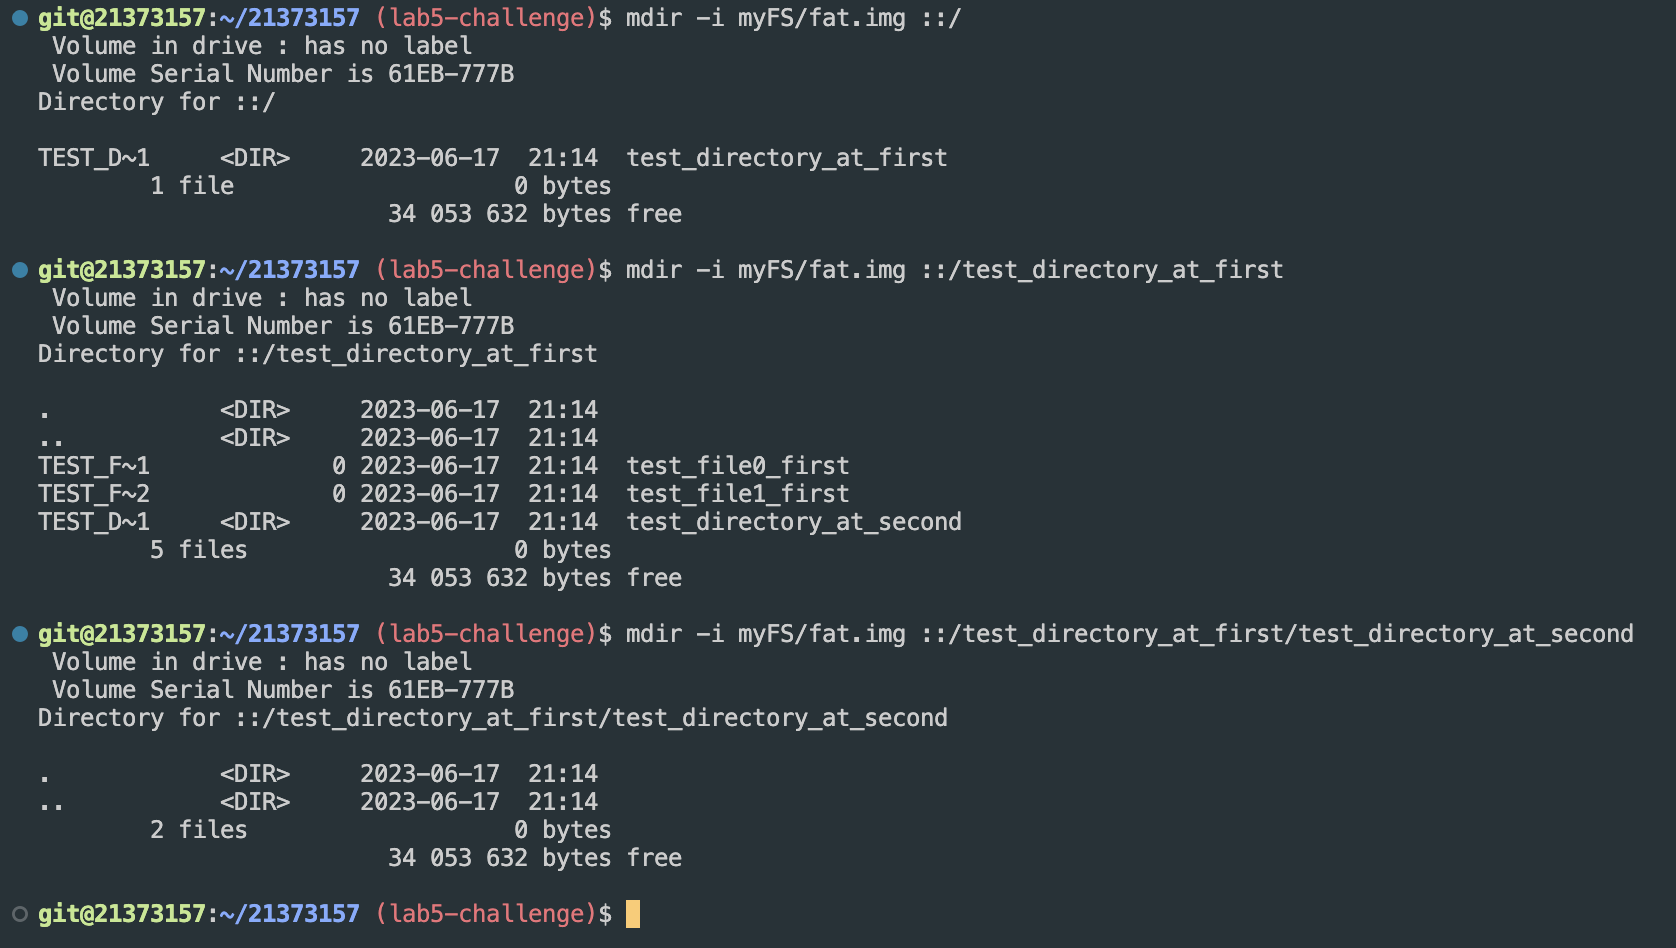 git@21373157:~/21373157 (lab5-challenge)$ mdir -i myFS/fat.img ::/
Volume in drive : has no label
Volume Serial Number is 61EB-777B
Directory for ::/
TEST_D~1     <DIR>     2023-06-17  21:14  test_directory_at_first
1 file                    0 bytes
34 053 632 bytes free
git@21373157:~/21373157 (lab5-challenge)$ mdir -i myFS/fat.img ::/test_directory_at_first
Volume in drive : has no label
Volume Serial Number is 61EB-777B
Directory for ::/test_directory_at_first
.            <DIR>     2023-06-17  21:14
..           <DIR>     2023-06-17  21:14
TEST_F~1             0 2023-06-17  21:14  test_file0_first
TEST_F~2             0 2023-06-17  21:14  test_file1_first
TEST_D~1     <DIR>     2023-06-17  21:14  test_directory_at_second
5 files                   0 bytes
34 053 632 bytes free
git@21373157:~/21373157 (lab5-challenge)$ mdir -i myFS/fat.img ::/test_directory_at_first/test_directory_at_second
Volume in drive : has no label
Volume Serial Number is 61EB-777B
Directory for ::/test_directory_at_first/test_directory_at_second
.            <DIR>     2023-06-17  21:14
..           <DIR>     2023-06-17  21:14
2 files                   0 bytes
34 053 632 bytes free
git@21373157:~/21373157 (lab5-challenge)$